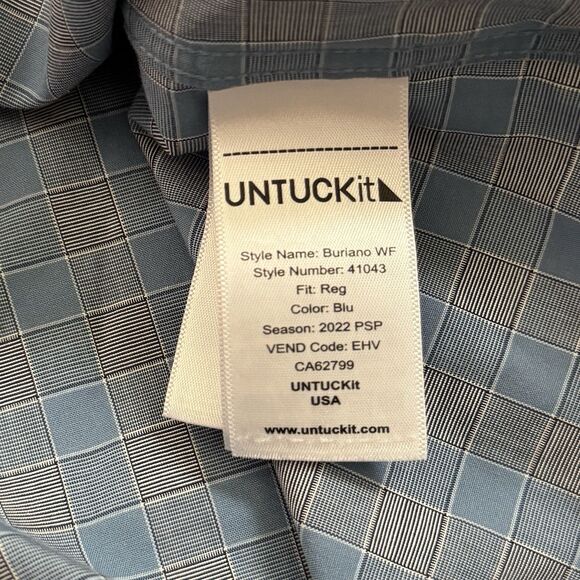 UNTUCKit
Style Name: Buriano WF
Style Number: 41043
Fit: Reg
Color: Blu
Season: 2022 PSP
VEND Code: EHV
CA62799
UNTUCKit
USA
www.untuckit.com